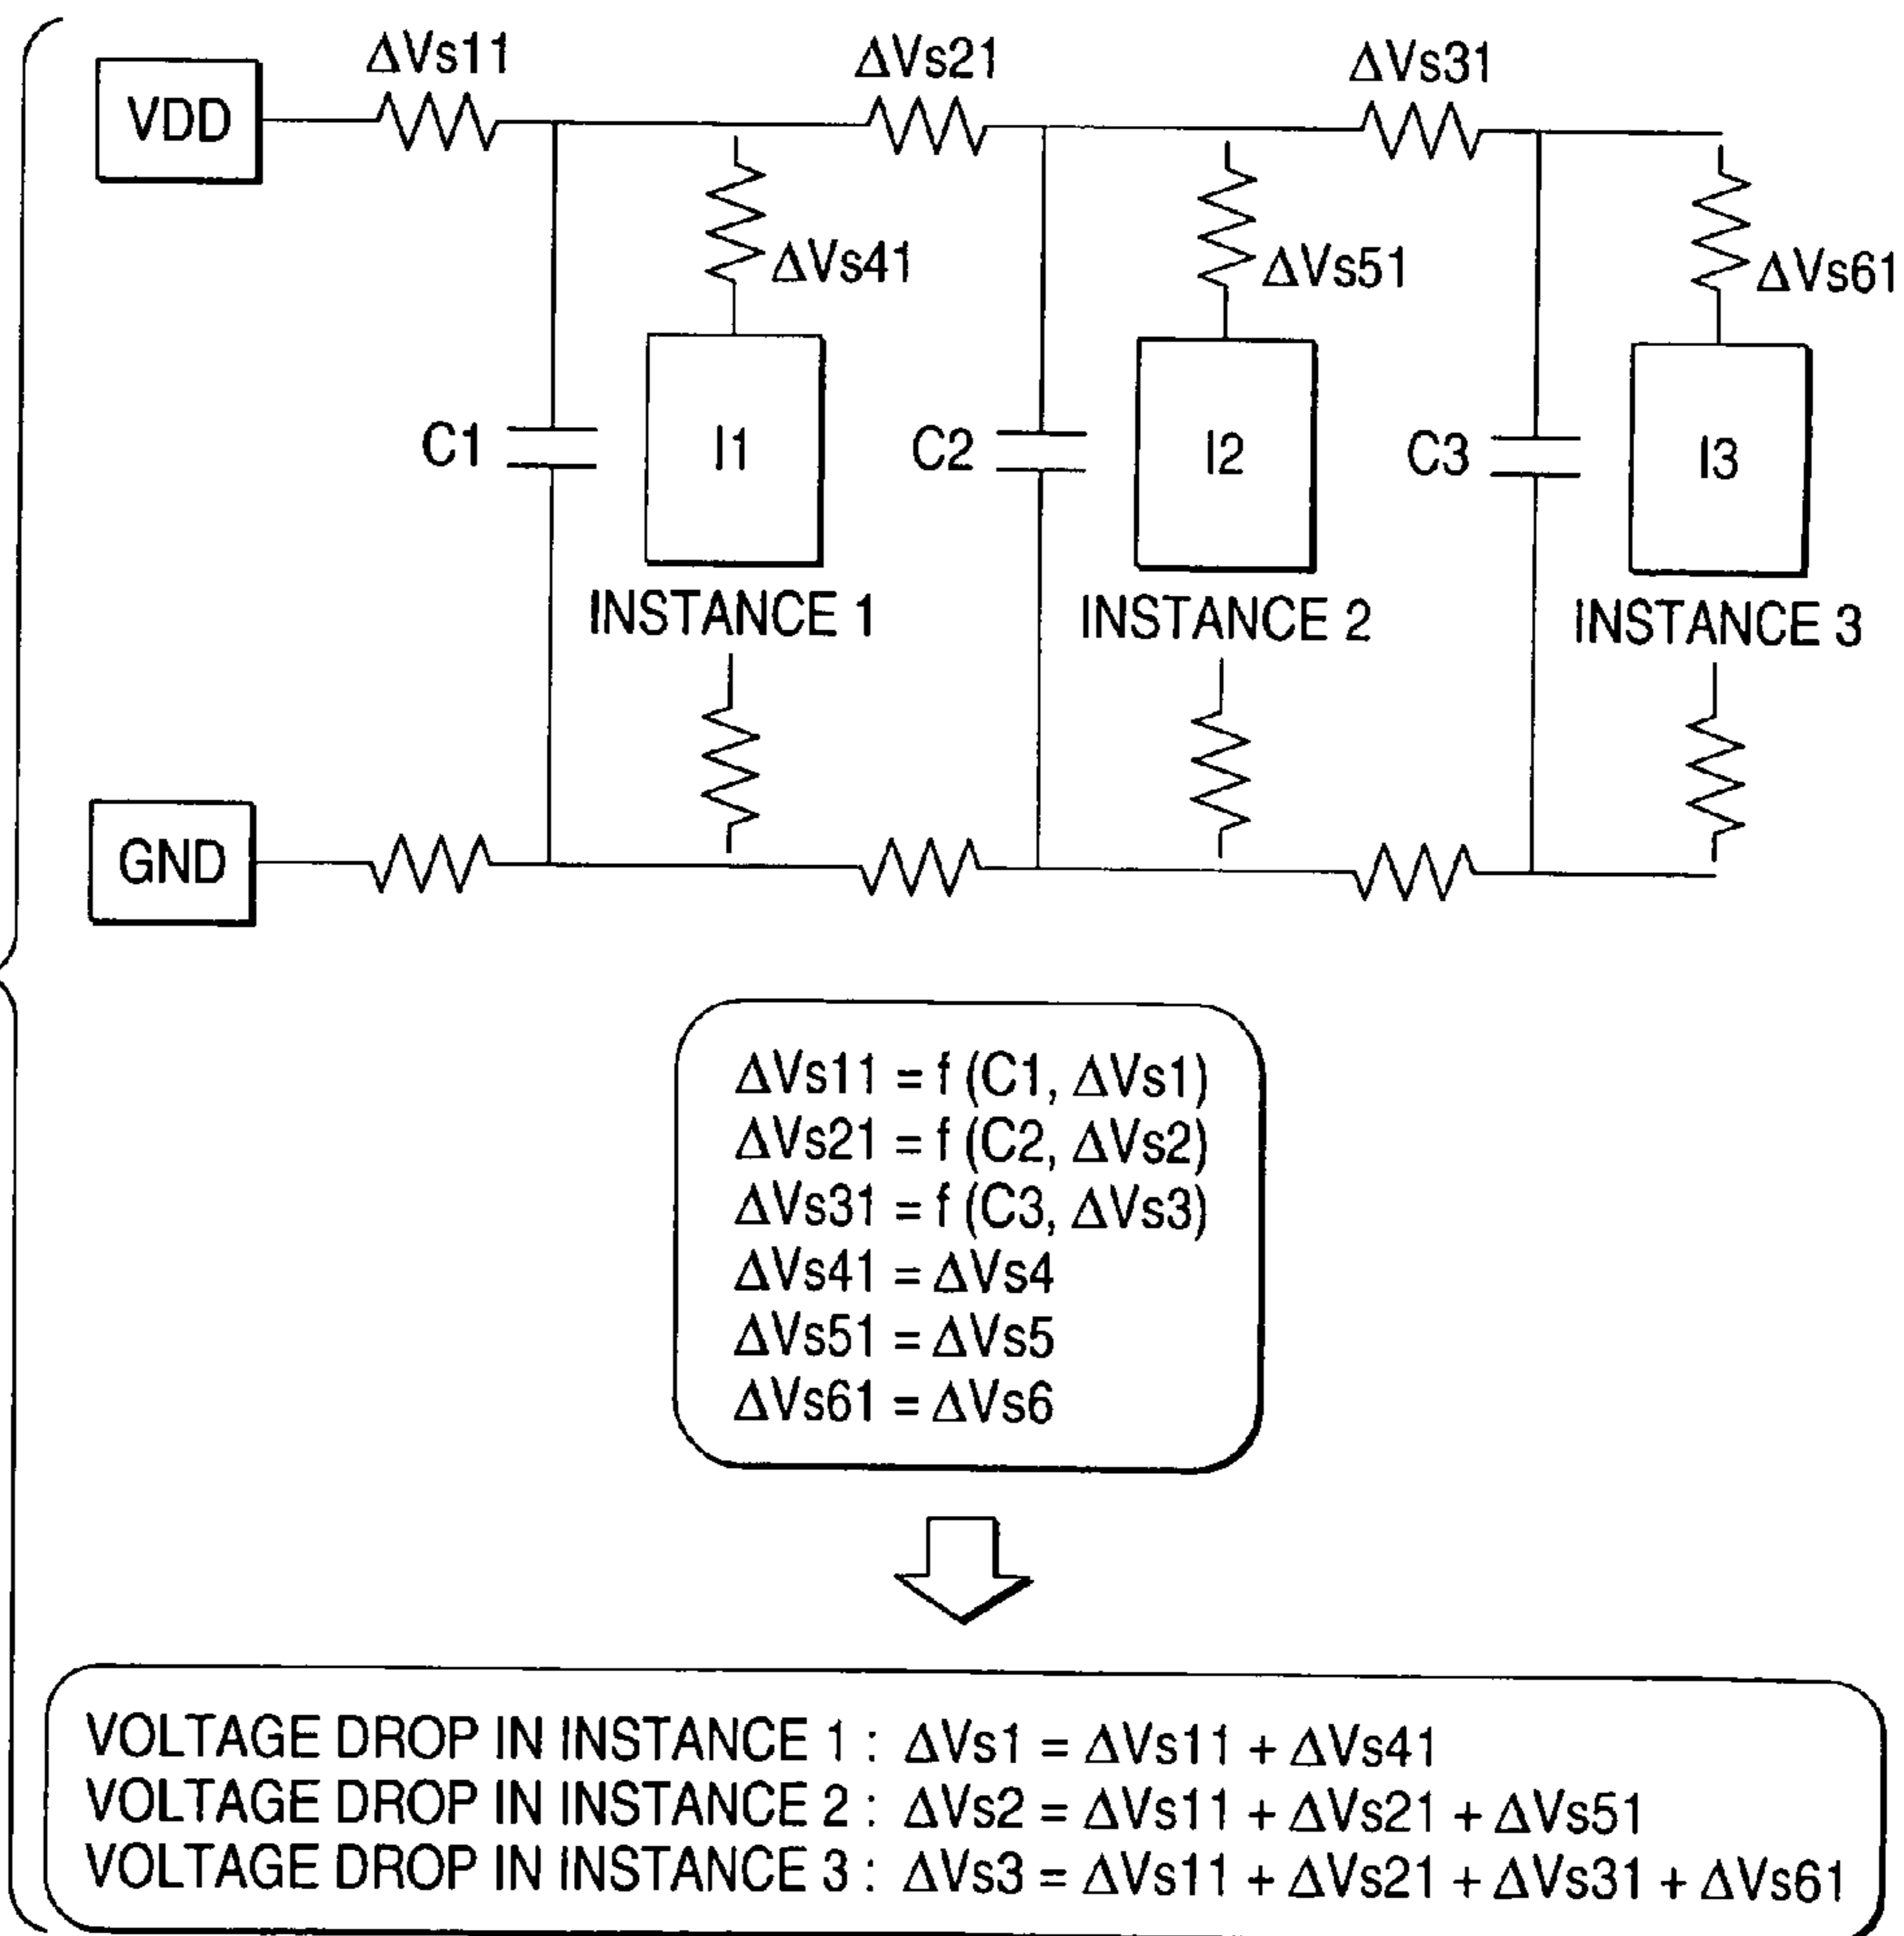 ΔVs11 ΔVs21 ΔVs31
VDD
ΔVs41 ΔVs51 ΔVs61
C1 I1 C2 I2 C3 I3
INSTANCE 1 INSTANCE 2 INSTANCE 3
GND
ΔVs11 = f (C1, ΔVs1)
ΔVs21 = f (C2, ΔVs2)
ΔVs31 = f (C3, ΔVs3)
ΔVs41 = ΔVs4
ΔVs51 = ΔVs5
ΔVs61 = ΔVs6
VOLTAGE DROP IN INSTANCE 1 : ΔVs1 = ΔVs11 + ΔVs41
VOLTAGE DROP IN INSTANCE 2 : ΔVs2 = ΔVs11 + ΔVs21 + ΔVs51
VOLTAGE DROP IN INSTANCE 3 : ΔVs3 = ΔVs11 + ΔVs21 + ΔVs31 + ΔVs61